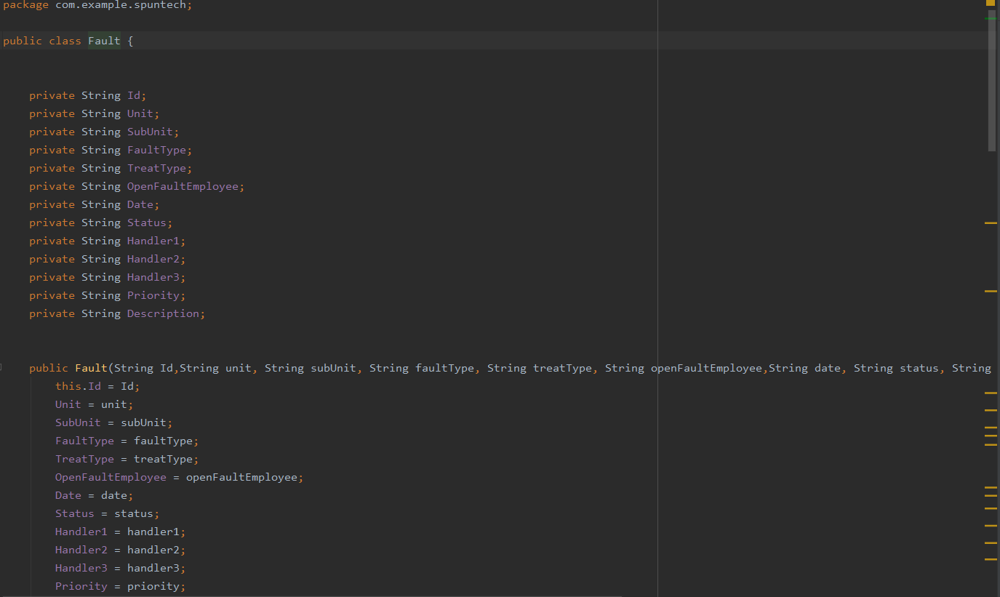 package com.example.spuntech;
public class Fault {
private String Id;
private String Unit;
private String SubUnit;
private String FaultType;
private String TreatType;
private String OpenFaultEmployee;
private String Date;
private String Status;
private String Handler1;
private String Handler2;
private String Handler3;
private String Priority;
private String Description;
public Fault(String Id,String unit, String subUnit, String faultType, String treatType, String openFaultEmployee,String date, String status, String
this.Id = Id;
Unit = unit;
SubUnit = subUnit;
FaultType = faultType;
TreatType = treatType;
OpenFaultEmployee = openFaultEmployee;
Date = date;
Status = status;
Handler1 = handler1;
Handler2 = handler2;
Handler3 = handler3;
Priority = priority;